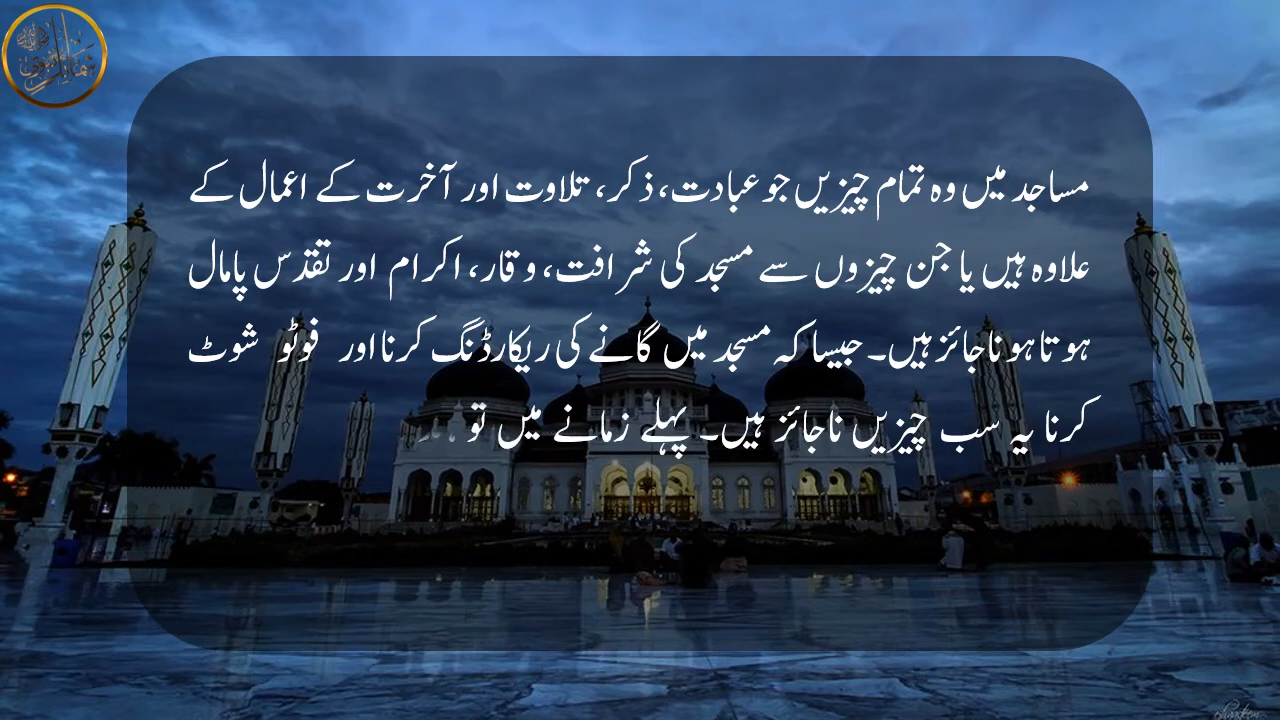 مساجد میں وہ تمام چیزیں جو عبادت، ذکر، تلاوت اور آخرت کے اعمال کے
علاوہ ہیں یا جن چیزوں سے مسجد کی شرافت، وقار، اکرام اور تقدس پامال
ہوتا ہو ناجائز ہیں۔ جیسا کہ مسجد میں گانے کی ریکارڈنگ کرنا اور فوٹو شوٹ
کرنا یہ سب چیزیں ناجائز ہیں۔ پہلے زمانے میں تو